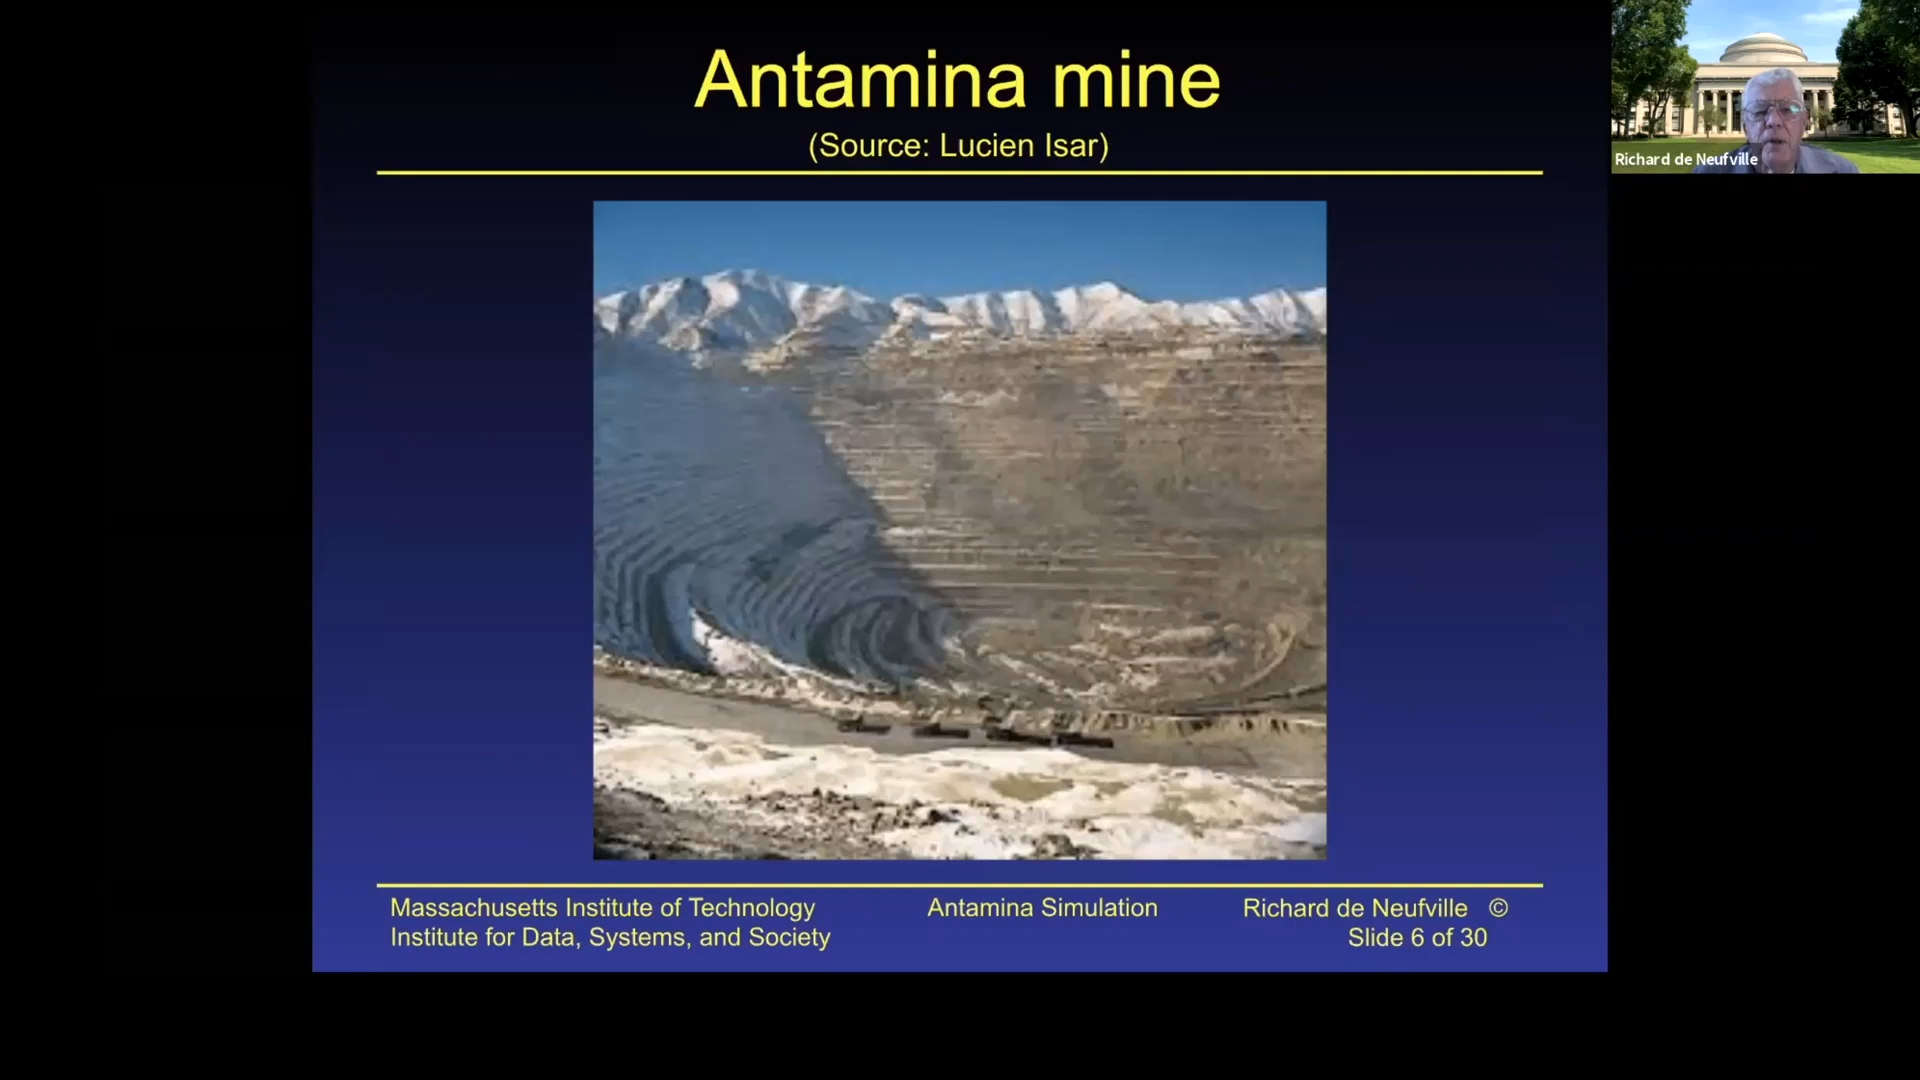 Antamina mine
(Source: Lucien Isar)
Richard de Neufville
Massachusetts Institute of Technology
Institute for Data, Systems, and Society
Antamina Simulation
Richard de Neufville ©
Slide 6 of 30